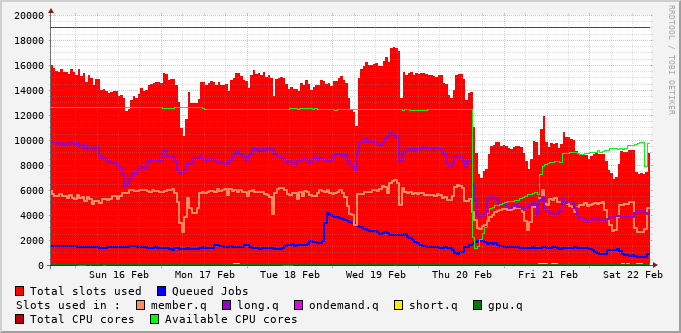 RRDTOOL / TOBI OETIKER
20000
18000
16000
14000
12000
10000
8000
6000
4000
2000
0
Sun 16 Feb Mon 17 Feb Tue 18 Feb Wed 19 Feb Thu 20 Feb Fri 21 Feb Sat 22 Feb
Total slots used Queued Jobs
Slots used in : member.q long.q ondemand.q short.q gpu.q
Total CPU cores Available CPU cores